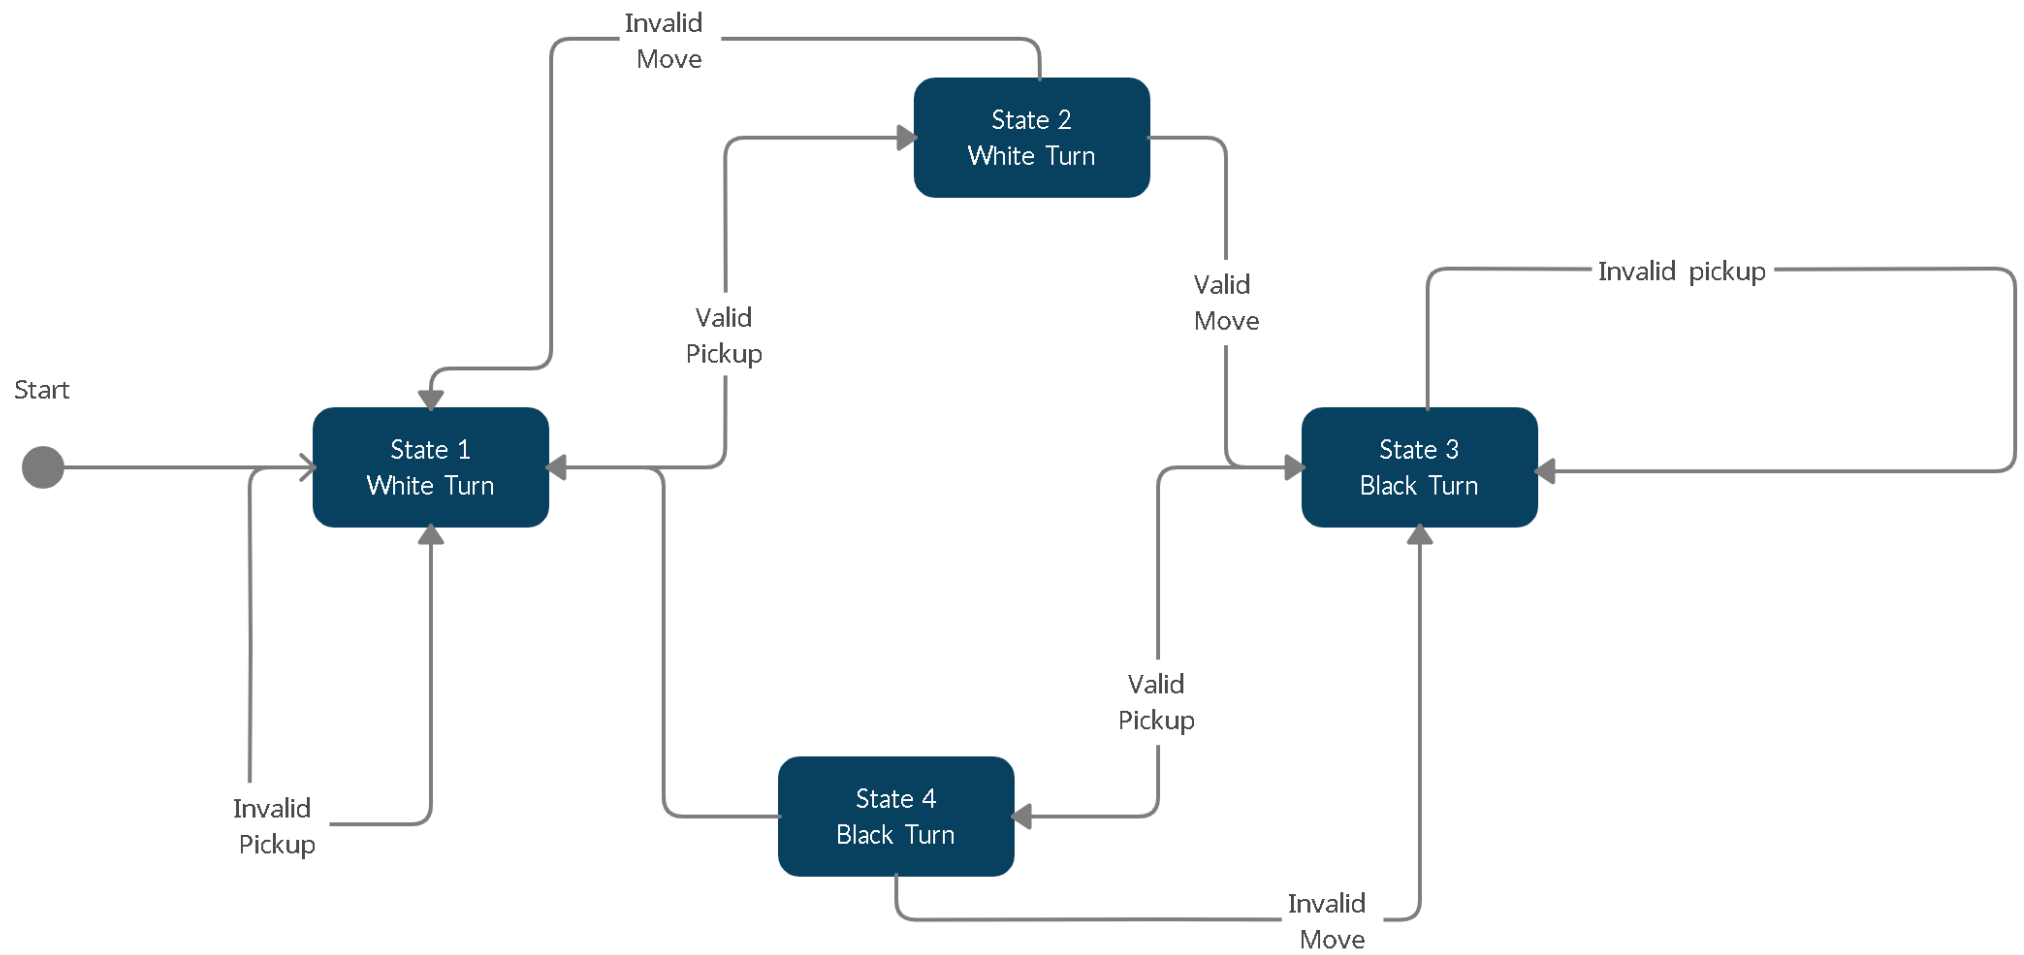 Invalid
Move
State 2
White Turn
Valid
Move
Invalid pickup
Valid
Pickup
Start
State 1
White Turn
State 3
Black Turn
Valid
Pickup
Invalid
Pickup
State 4
Black Turn
Invalid
Move